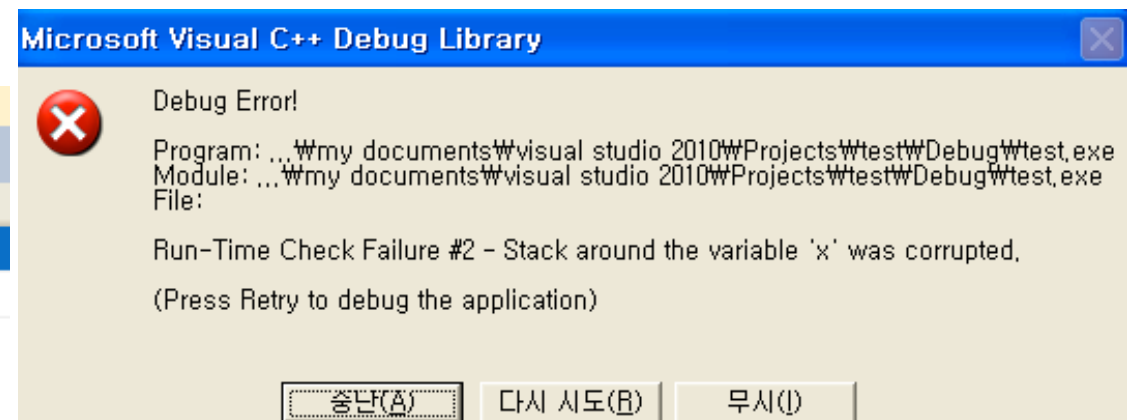 Microsoft Visual C++ Debug Library
Debug Error!
Program: ...₩my documents₩visual studio 2010₩Projects₩test₩Debug₩test.exe
Module: ...₩my documents₩visual studio 2010₩Projects₩test₩Debug₩test.exe
File:
Run-Time Check Failure #2 - Stack around the variable 'x' was corrupted.
(Press Retry to debug the application)
중단(A) 다시 시도(R) 무시(I)